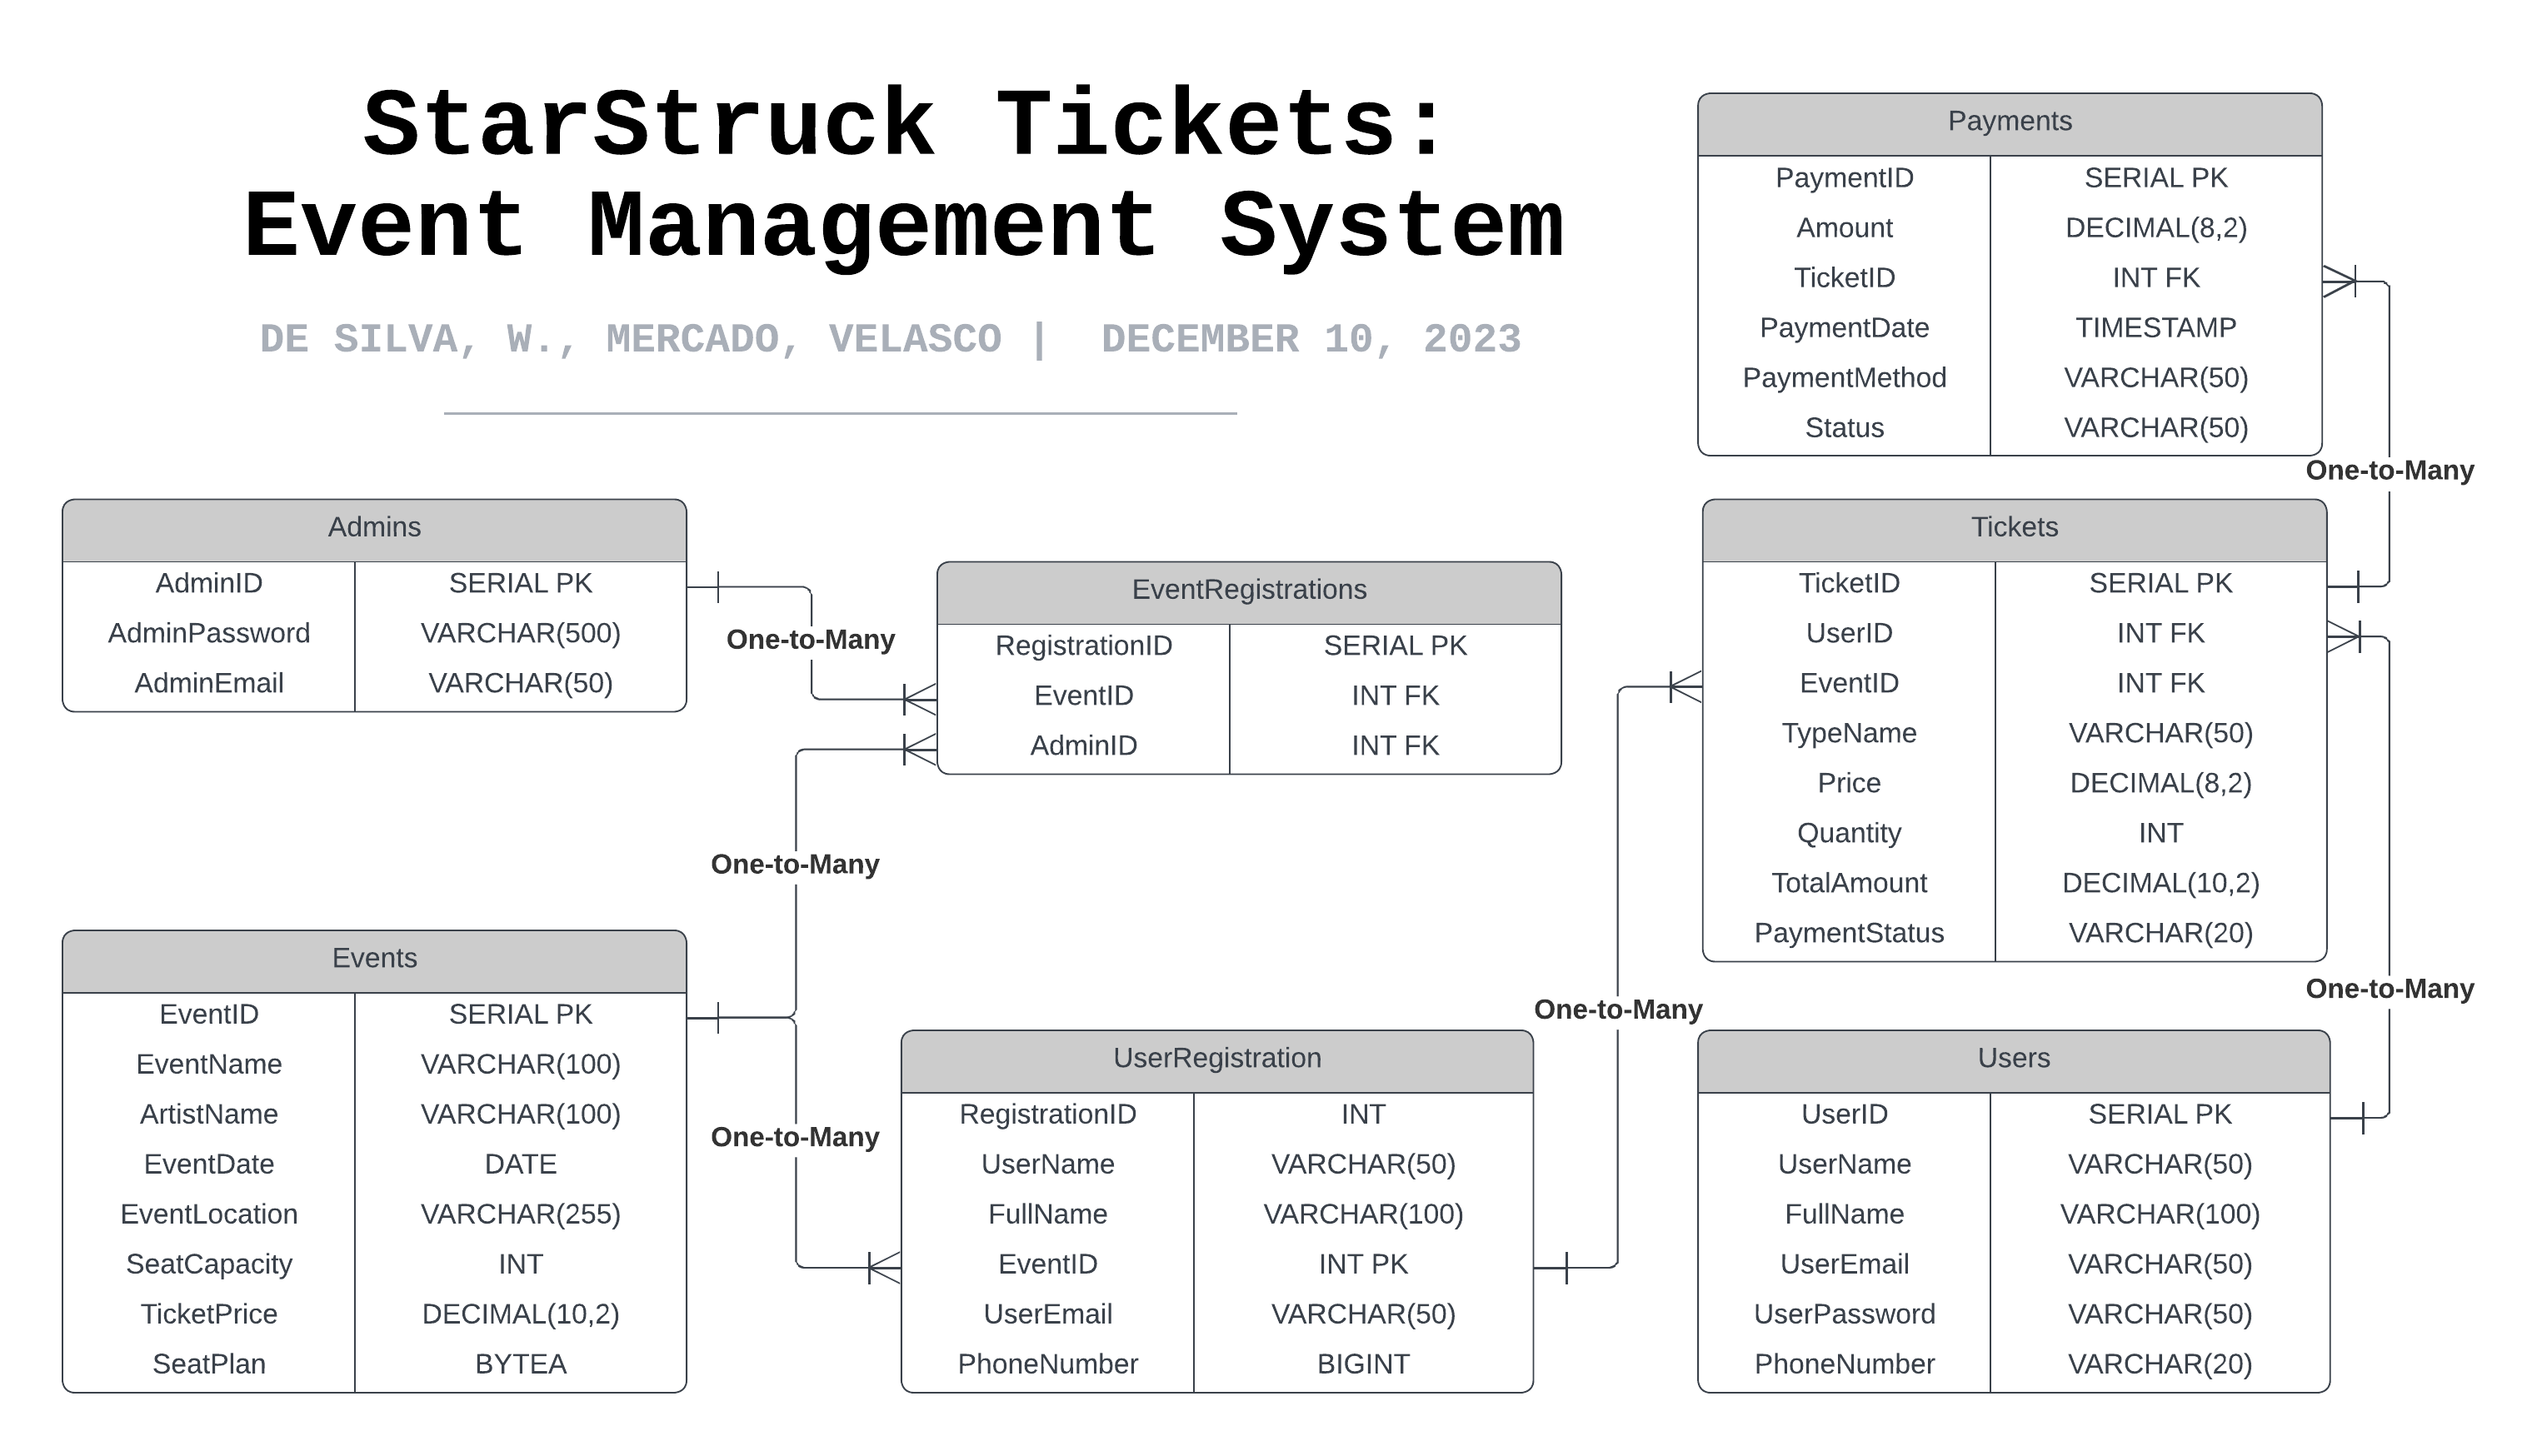 StarStruck Tickets:
Event Management System
DE SILVA, W., MERCADO, VELASCO | DECEMBER 10, 2023
Payments
PaymentID SERIAL PK
Amount DECIMAL(8,2)
TicketID INT FK
PaymentDate TIMESTAMP
PaymentMethod VARCHAR(50)
Status VARCHAR(50)
One-to-Many
Admins
AdminID SERIAL PK
AdminPassword VARCHAR(500)
AdminEmail VARCHAR(50)
One-to-Many
EventRegistrations
RegistrationID SERIAL PK
EventID INT FK
AdminID INT FK
Tickets
TicketID SERIAL PK
UserID INT FK
EventID INT FK
TypeName VARCHAR(50)
Price DECIMAL(8,2)
Quantity INT
TotalAmount DECIMAL(10,2)
PaymentStatus VARCHAR(20)
One-to-Many
One-to-Many
One-to-Many
Events
EventID SERIAL PK
EventName VARCHAR(100)
ArtistName VARCHAR(100)
EventDate DATE
EventLocation VARCHAR(255)
SeatCapacity INT
TicketPrice DECIMAL(10,2)
SeatPlan BYTEA
One-to-Many
UserRegistration
RegistrationID INT
UserName VARCHAR(50)
FullName VARCHAR(100)
EventID INT PK
UserEmail VARCHAR(50)
PhoneNumber BIGINT
Users
UserID SERIAL PK
UserName VARCHAR(50)
FullName VARCHAR(100)
UserEmail VARCHAR(50)
UserPassword VARCHAR(50)
PhoneNumber VARCHAR(20)